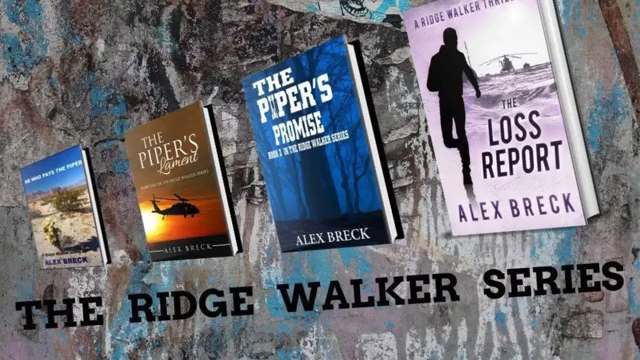 HE WHO PAYS THE PIPER
ALEX BRECK
THE
PIPER'S
Lament
ALEX BRECK
THE
PIPER'S
PROMISE
BOOK 3 IN THE RIDGE WALKER SERIES
ALEX BRECK
A RIDGE WALKER THRILLER
THE
LOSS
REPORT
ALEX BRECK
THE RIDGE WALKER SERIES